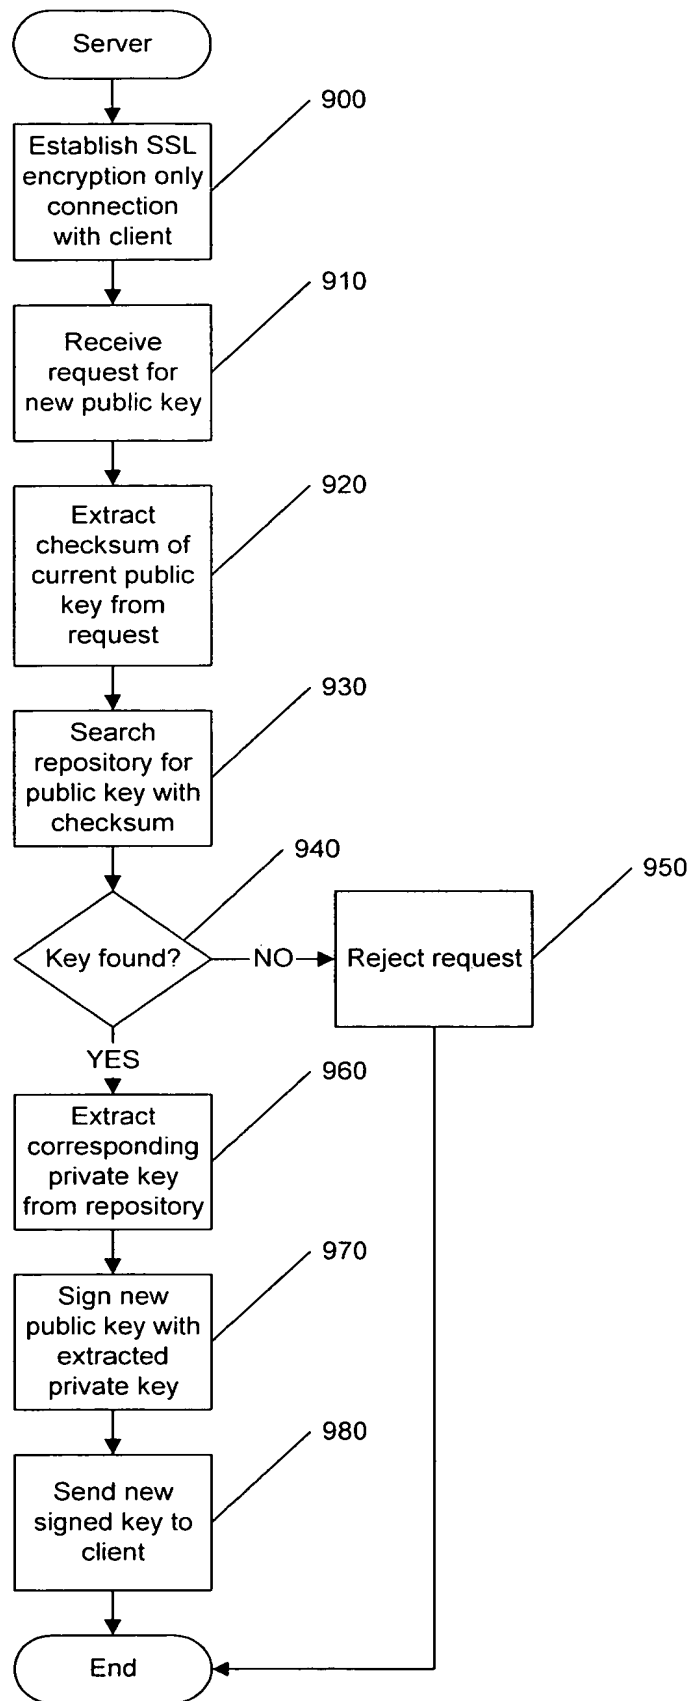 Server
900
Establish SSL
encryption only
connection
with client
910
Receive
request for
new public key
920
Extract
checksum of
current public
key from
request
930
Search
repository for
public key with
checksum
940
950
Key found?
NO
Reject request
YES
960
Extract
corresponding
private key
from repository
970
Sign new
public key with
extracted
private key
980
Send new
signed key to
client
End